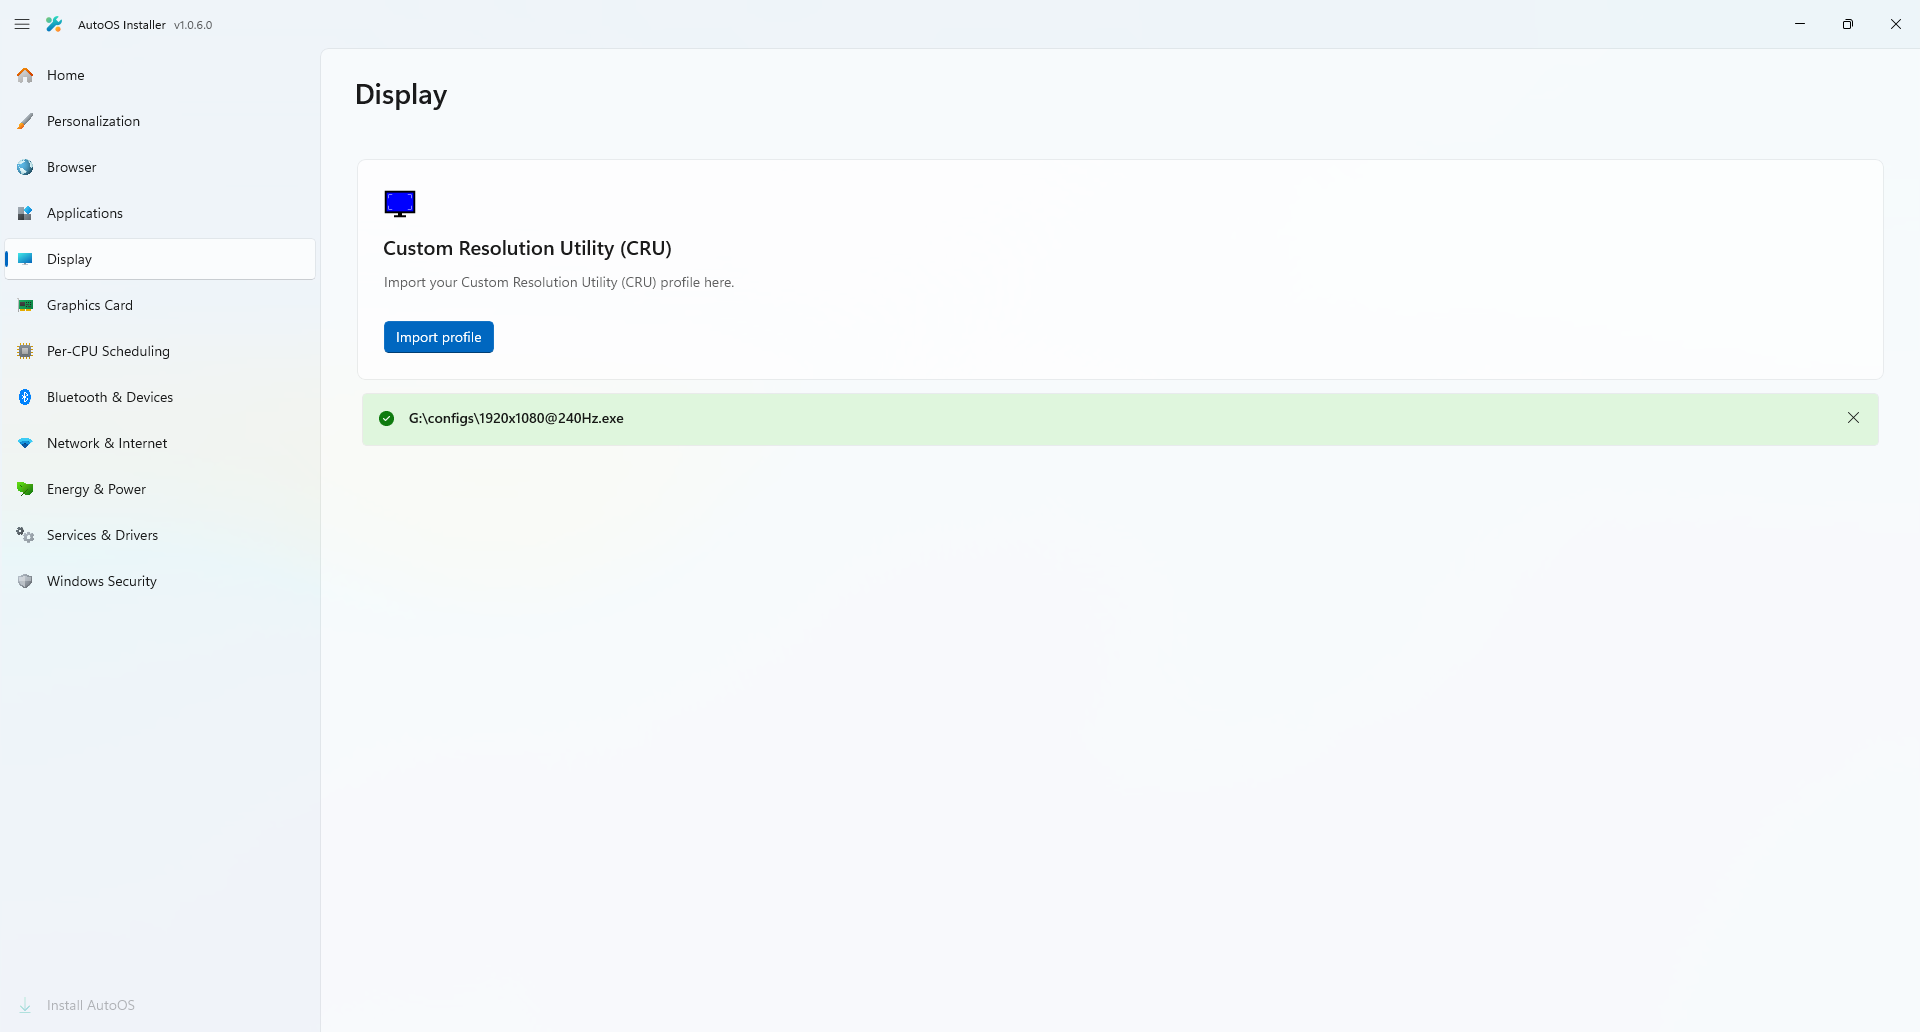 AutoOS Installer v1.0.6.0
Home
Personalization
Browser
Applications
Display
Graphics Card
Per-CPU Scheduling
Bluetooth & Devices
Network & Internet
Energy & Power
Services & Drivers
Windows Security
Install AutoOS
Display
Custom Resolution Utility (CRU)
Import your Custom Resolution Utility (CRU) profile here.
Import profile
G:\configs\1920x1080@240Hz.exe